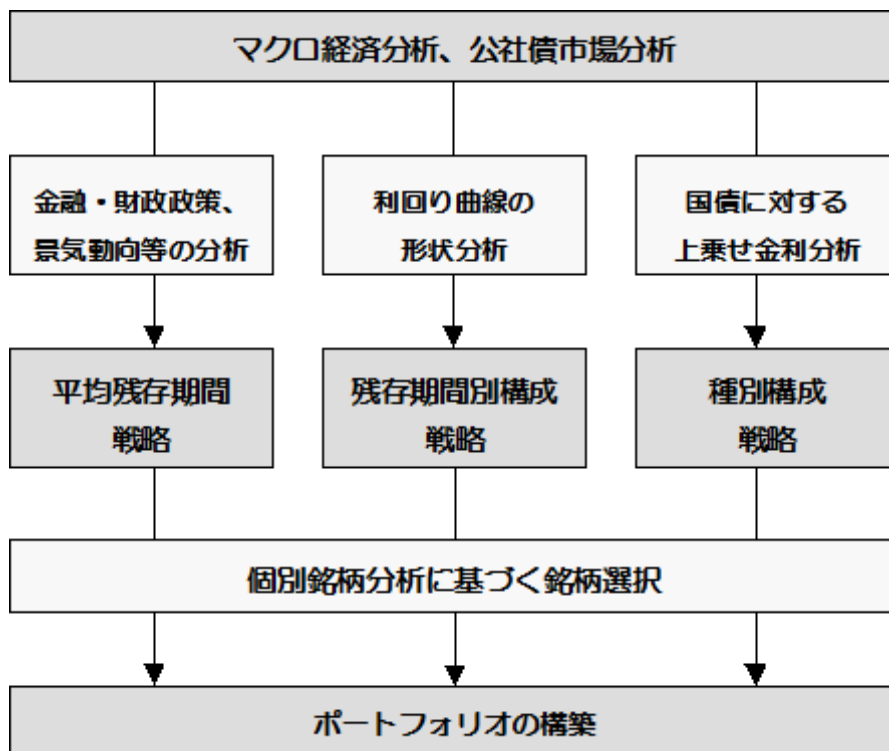 マクロ経済分析、公社債市場分析
金融・財政政策、
景気動向等の分析
利回り曲線の
形状分析
国債に対する
上乗せ金利分析
平均残存期間
戦略
残存期間別構成
戦略
種別構成
戦略
個別銘柄分析に基づく銘柄選択
ポートフォリオの構築